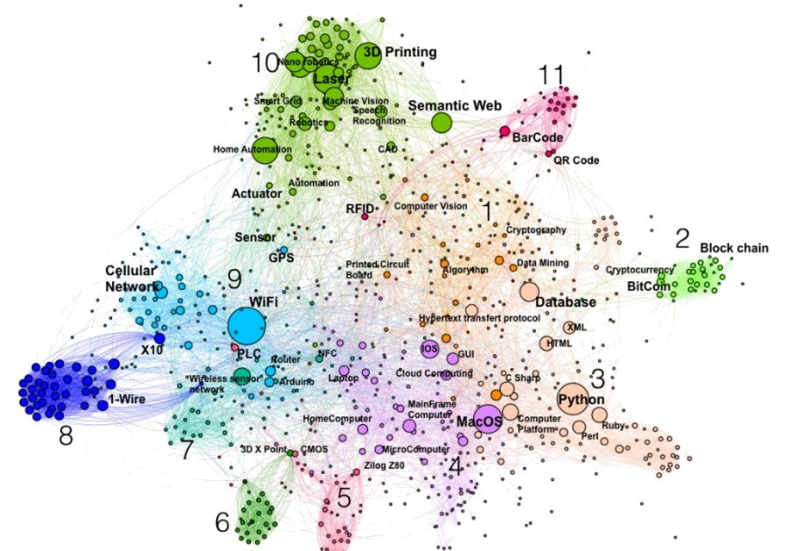 10
3D Printing
Nano robotics
Laser
11
Smart Grid
Machine Vision
Semantic Web
Speech
Recognition
Robotics
BarCode
Home Automation
CAD
QR Code
Automation
Actuator
RFID
Computer Vision
1
Cryptography
Sensor
2
Block chain
GPS
Printed Circuit
Board
Algorythm
Data Mining
Cryptocurrency
BitCom
Cellular
Network
9
WiFi
Database
Hypertext transfert protocol
XML
HTML
X10
PLC
Router
NFC
IOS
GUI
"Wireless sensor"
network
Arduino
Laptop
Cloud Computing
C Sharp
3
Python
1-Wire
8
HomeComputer
MainFrame
Computer
MacOS
Computer
Platform
Ruby
Perl
7
3D X Point
CMOS
MicroComputer
Zilog Z80
4
5
6